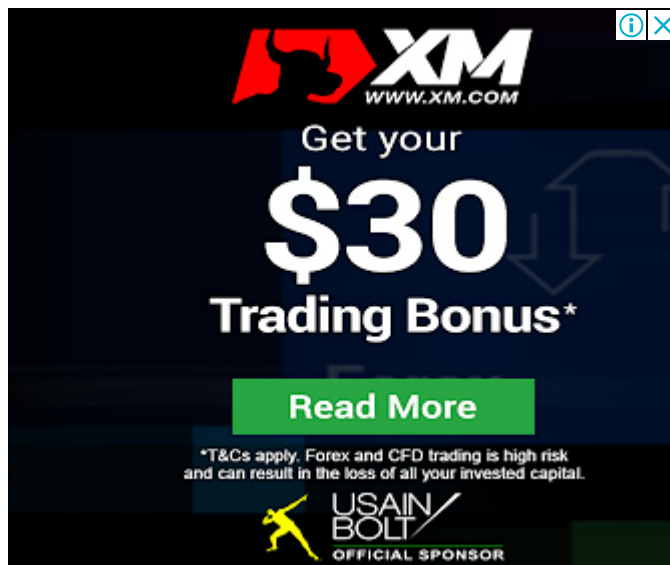 XM
WWW.XM.COM
Get your
$30
Trading Bonus*
Forex
Read More
*T&Cs apply. Forex and CFD trading is high risk
and can result in the loss of all your invested capital.
USAIN
BOLT
OFFICIAL SPONSOR